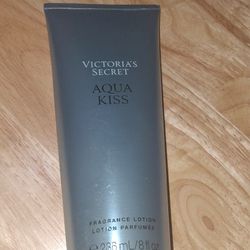 VICTORIA'S
SECRET
AQUA
KISS
FRAGRANCE LOTION
LOTION PARFUMÉE
℮ 236 mL/8 fl oz